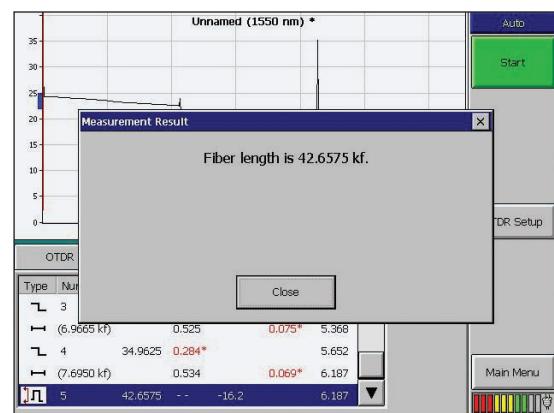 Unnamed (1550 nm) *
Auto
35
30
25
20
15
10
5
0
Start
Measurement Result
Fiber length is 42.6575 kf.
Close
OTDR Setup
OTDR
Type Nu
3
(6.9665 kf) 0.525 0.075* 5.368
4 34.9625 0.284* 5.652
(7.6950 kf) 0.534 0.069* 6.187
5 42.6575 -- -16.2 6.187
Main Menu